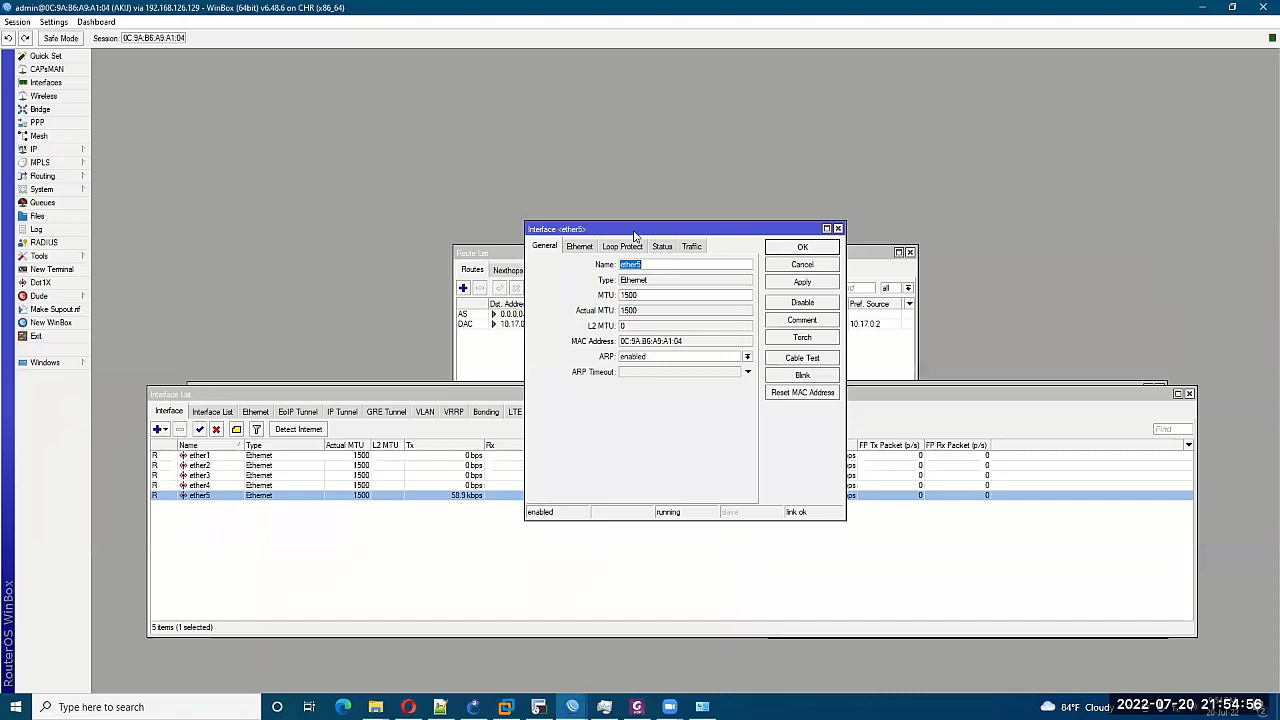 admin@0C:9A:B6:A9:A1:04 (AKIJ) via 192.168.126.129 - WinBox (64bit) v6.48.6 on CHR (x86_64)
Session Settings Dashboard
Safe Mode Session: 0C:9A:B6:A9:A1:04
Quick Set
CAPsMAN
Interfaces
Wireless
Bridge
PPP
Mesh
IP
MPLS
Routing
System
Queues
Files
Log
RADIUS
Tools
New Terminal
Dot1X
Dude
Make Supout.rif
New WinBox
Exit
Windows
RouterOS WinBox
Route List
Routes Nexthops
all
Dst. Address
Pref. Source
AS 0.0.0.0
DAC 10.17.0 10.17.0.2
Interface <ether5>
General Ethernet Loop Protect Status Traffic
Name: ether5
Type: Ethernet
MTU: 1500
Actual MTU: 1500
L2 MTU: 0
MAC Address: 0C:9A:B6:A9:A1:04
ARP: enabled
ARP Timeout:
OK
Cancel
Apply
Disable
Comment
Torch
Cable Test
Blink
Reset MAC Address
enabled running slave link ok
Interface List
Interface Interface List Ethernet EoIP Tunnel IP Tunnel GRE Tunnel VLAN VRRP Bonding LTE
Detect Internet Find
Name Type Actual MTU L2 MTU Tx Rx FP Tx Packet (p/s) FP Rx Packet (p/s)
R ether1 Ethernet 1500 0 bps bps 0 0
R ether2 Ethernet 1500 0 bps bps 0 0
R ether3 Ethernet 1500 0 bps bps 0 0
R ether4 Ethernet 1500 0 bps bps 0 0
R ether5 Ethernet 1500 58.9 kbps bps 0 0
5 items (1 selected)
Type here to search
84°F Cloudy
2022-07-20 21:54:56